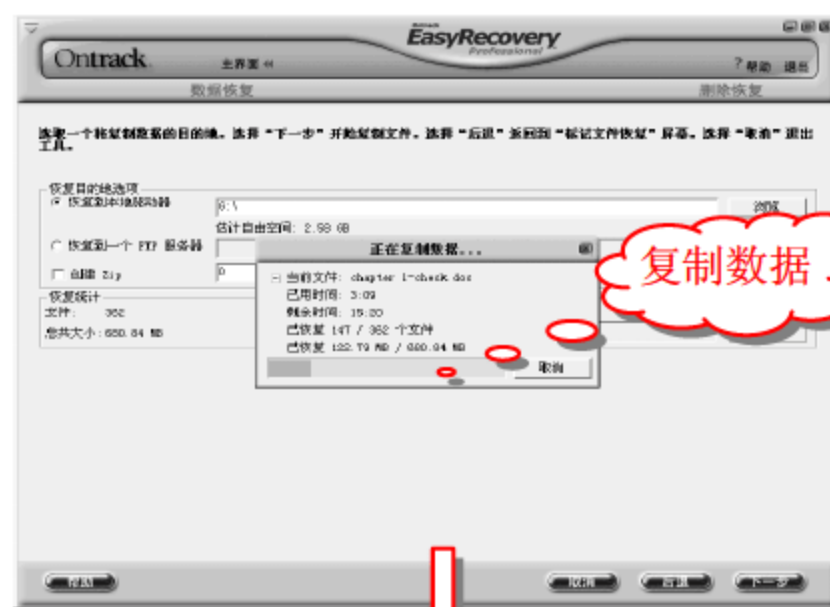 Ontrack
EasyRecovery
Professional
Ontrack
主界面
? 帮助 退出
数据恢复
删除恢复
选取一个将复制数据的目的地。选择 "下一步" 开始复制文件。选择 "后退" 返回到 "标记文件恢复" 屏幕。选择 "取消" 退出
工具。
恢复目的地选项
恢复到本地驱动器
G:\
浏览
估计自由空间: 2.58 GB
恢复到一个 FTP 服务器
创建 Zip
0
恢复统计
文件: 362
总共大小: 680.84 MB
正在复制数据...
当前文件: chapter 1-check.doc
已用时间: 3:09
剩余时间: 15:20
已恢复 147 / 362 个文件
已恢复 122.79 MB / 680.84 MB
取消
复制数据
帮助
取消
后退
下一步